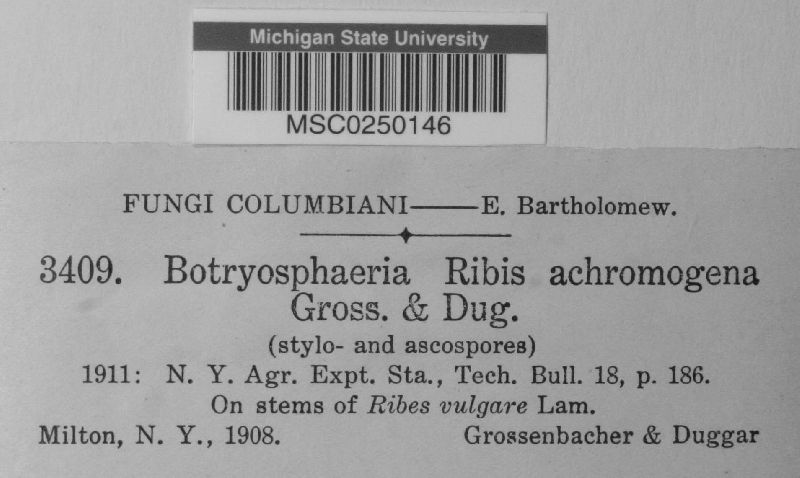 Michigan State University
MSC0250146
FUNGI COLUMBIANI——E. Bartholomew.
3409. Botryosphaeria Ribis achromogena
Gross. & Dug.
(stylo- and ascospores)
1911: N. Y. Agr. Expt. Sta., Tech. Bull. 18, p. 186.
On stems of Ribes vulgare Lam.
Milton, N. Y., 1908. Grossenbacher & Duggar